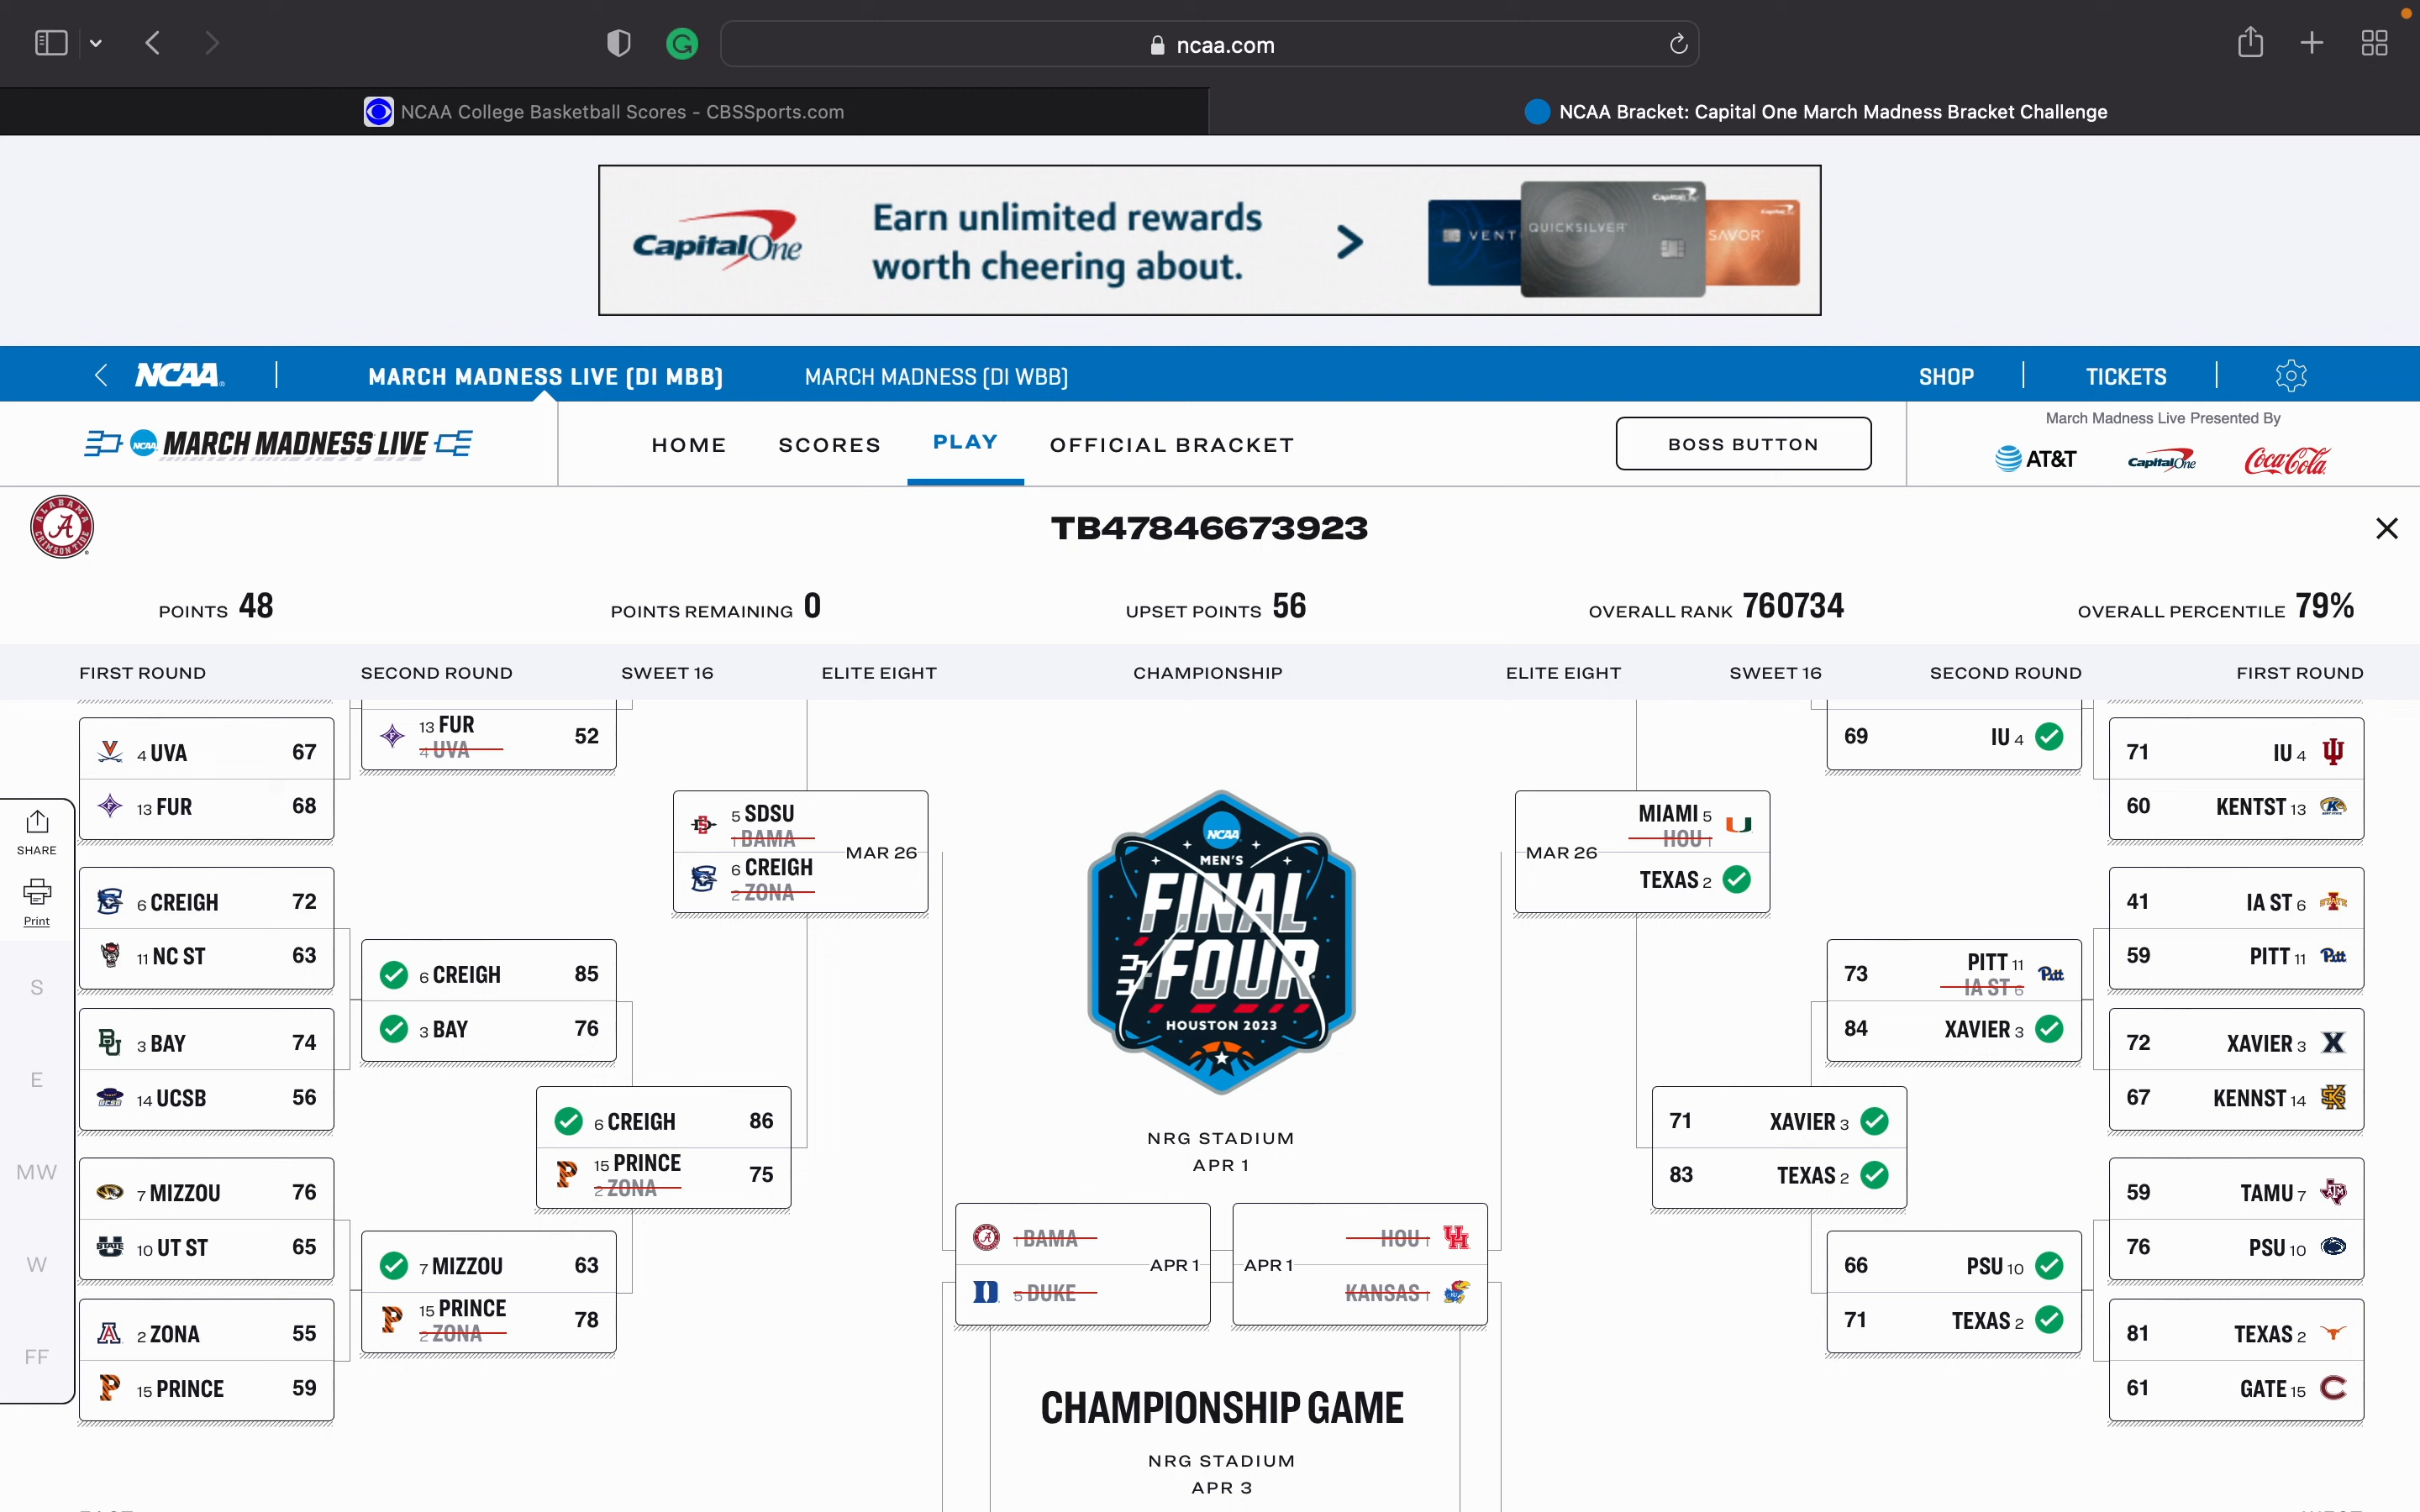 ncaa.com
NCAA College Basketball Scores - CBSSports.com
NCAA Bracket: Capital One March Madness Bracket Challenge
CapitalOne
Earn unlimited rewards
worth cheering about.
>
VENT
QUICKSILVER
SAVOR
CapitalOne
NCAA
MARCH MADNESS LIVE (DI MBB)
MARCH MADNESS (DI WBB)
SHOP
TICKETS
NCAA MARCH MADNESS LIVE
HOME
SCORES
PLAY
OFFICIAL BRACKET
BOSS BUTTON
March Madness Live Presented By
AT&T
CapitalOne
Coca-Cola
ALABAMA
A
CRIMSON TIDE
TB47846673923
POINTS 48
POINTS REMAINING 0
UPSET POINTS 56
OVERALL RANK 760734
OVERALL PERCENTILE 79%
FIRST ROUND
SECOND ROUND
SWEET 16
ELITE EIGHT
CHAMPIONSHIP
ELITE EIGHT
SWEET 16
SECOND ROUND
FIRST ROUND
SHARE
Print
S
E
MW
W
FF
4 UVA 67
13 FUR 68
6 CREIGH 72
11 NC ST 63
3 BAY 74
14 UCSB 56
7 MIZZOU 76
10 UT ST 65
2 ZONA 55
15 PRINCE 59
13 FUR 52
4 UVA
6 CREIGH 85
3 BAY 76
7 MIZZOU 63
15 PRINCE 78
2 ZONA
6 CREIGH 86
15 PRINCE 75
2 ZONA
5 SDSU
1 BAMA
MAR 26
6 CREIGH
2 ZONA
NCAA
MEN'S
FINAL
FOUR
HOUSTON 2023
NRG STADIUM
APR 1
1 BAMA
APR 1
5 DUKE
HOU 1
APR 1
KANSAS 1
CHAMPIONSHIP GAME
NRG STADIUM
APR 3
MIAMI 5
HOU 1
MAR 26
TEXAS 2
71 XAVIER 3
83 TEXAS 2
69 IU 4
73 PITT 11
IA ST 6
84 XAVIER 3
66 PSU 10
71 TEXAS 2
71 IU 4
60 KENTST 13
41 IA ST 6
59 PITT 11
72 XAVIER 3
67 KENNST 14
59 TAMU 7
76 PSU 10
81 TEXAS 2
61 GATE 15